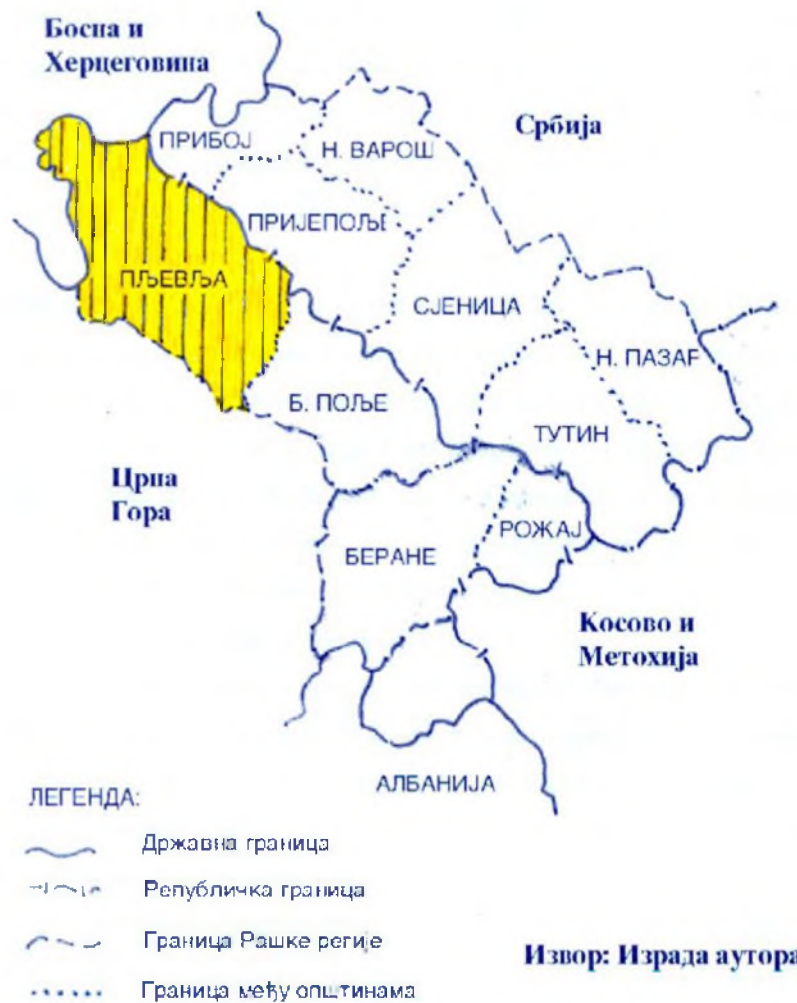 Босна и
Херцеговина
Србија
ПРИБОЈ
Н. ВАРОШ
ПРИЈЕПОЉЕ
ПЉЕВЉА
СЈЕНИЦА
Н. ПАЗАР
Б. ПОЉЕ
ТУТИН
Црна
Гора
РОЖАЈ
БЕРАНЕ
Косово и
Метохија
АЛБАНИЈА
ЛЕГЕНДА:
Државна граница
Републичка граница
Граница Рашке регије
Граница међу општинама
Извор: Израда аутора